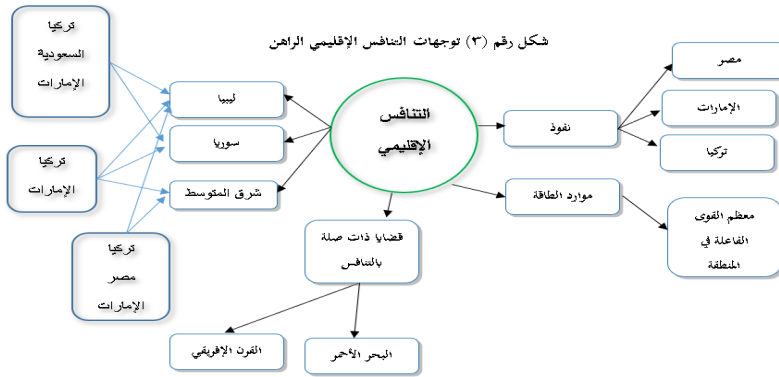 شكل رقم (٣) توجهات التنافس الإقليمي الراهن
التنافس
الإقليمي
نفوذ
مصر
الإمارات
تركيا
موارد الطاقة
معظم القوى
الفاعلة في
المنطقة
قضايا ذات صلة
بالتنافس
البحر الأحمر
القرن الإفريقي
ليبيا
سوريا
شرق المتوسط
تركيا
السعودية
الإمارات
تركيا
الإمارات
تركيا
مصر
الإمارات